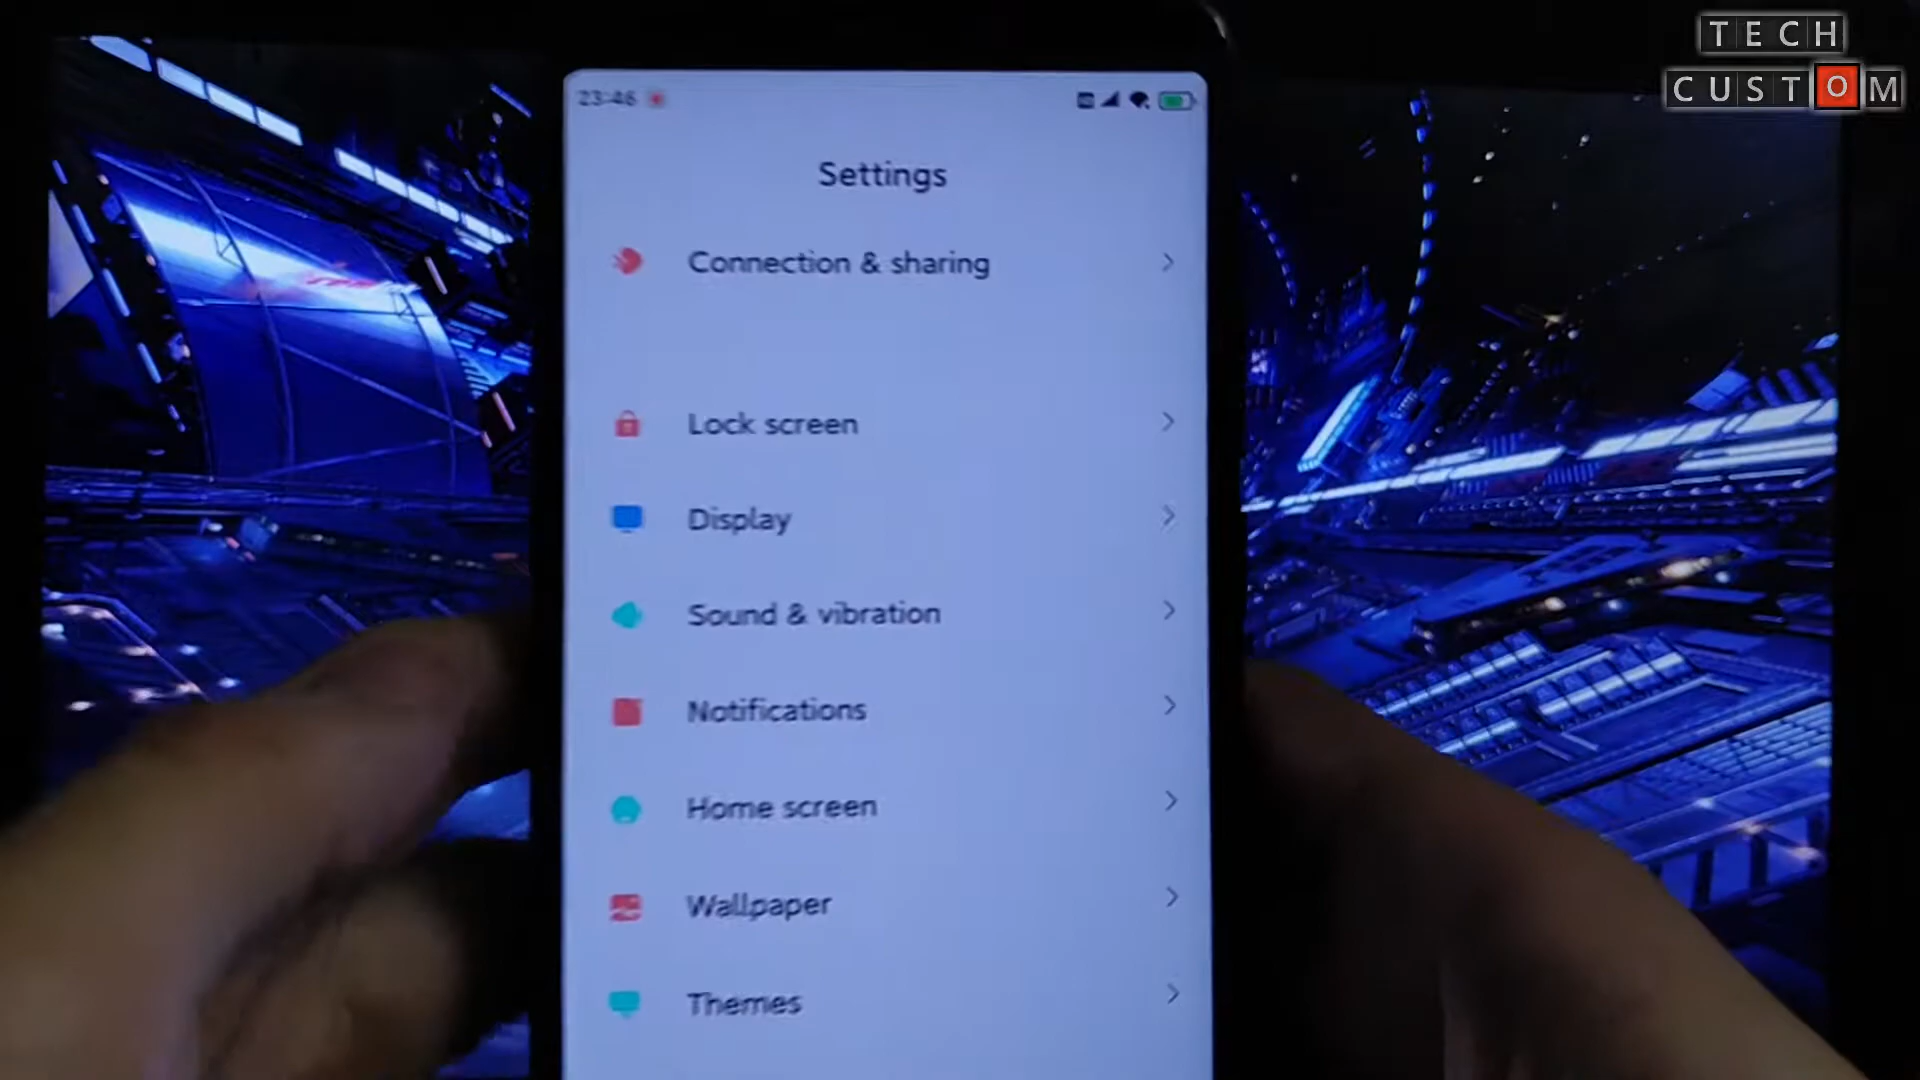 TECH
CUSTOM
23:46
Settings
Connection & sharing
Lock screen
Display
Sound & vibration
Notifications
Home screen
Wallpaper
Themes